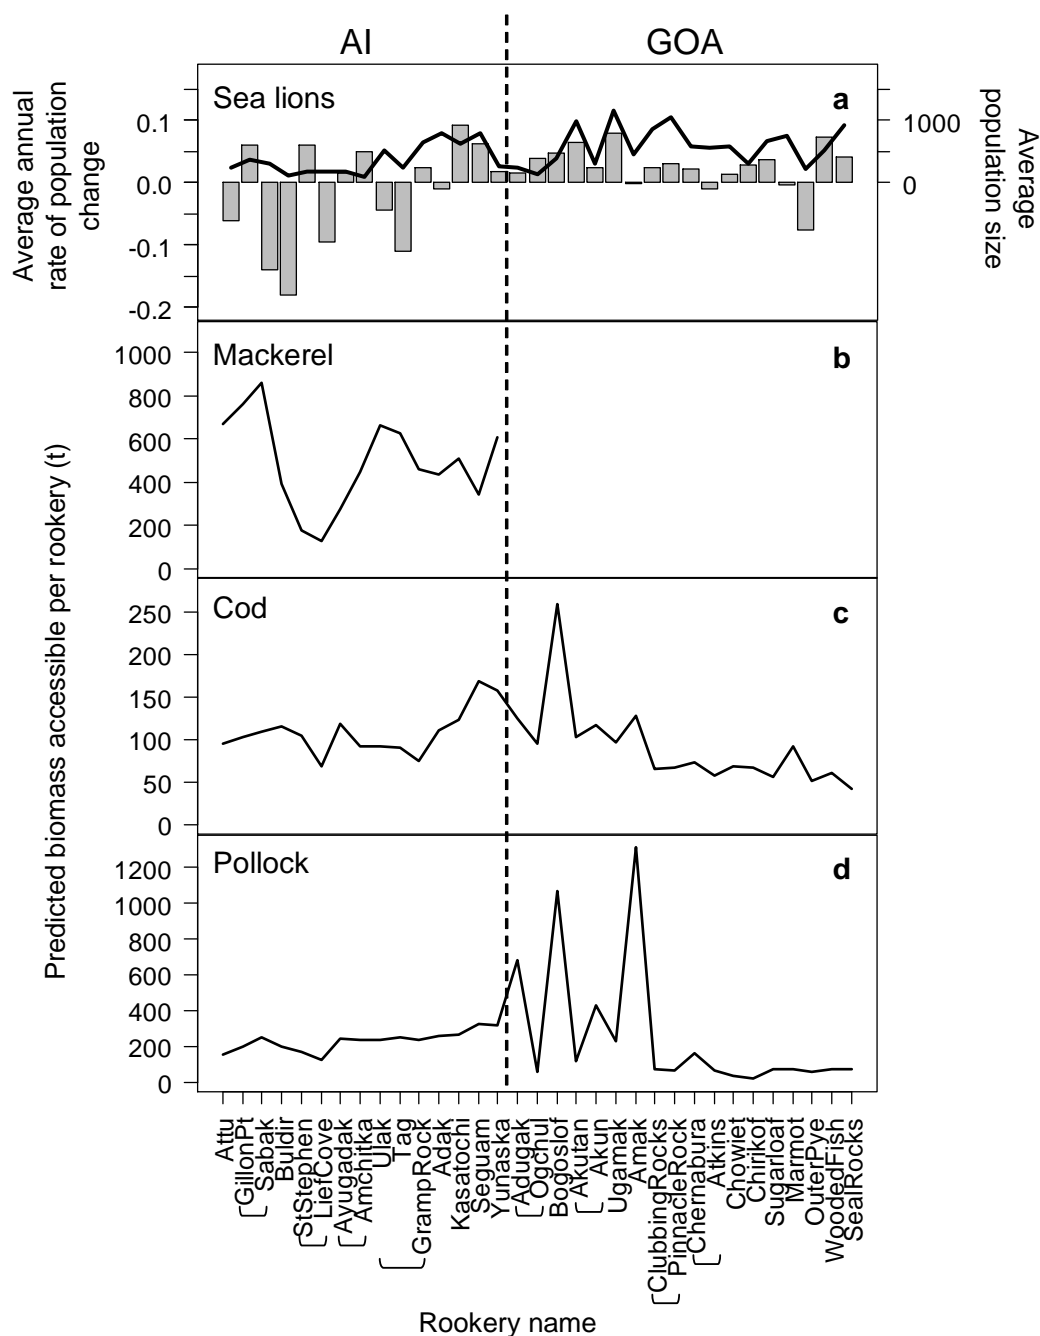 AI
GOA
Sea lions
a
Average annual
rate of population
change
0.1
0.0
-0.1
-0.2
1000
0
Average
population size
Mackerel
b
1000
800
600
400
200
0
Predicted biomass accessible per rookery (t)
Cod
c
250
200
150
100
50
0
Pollock
d
1200
1000
800
600
400
200
0
Attu
GillonPt
Sabak
Buldir
StStephen
LiefCove
Ayugadak
Amchitka
Ulak
Tag
GrampRock
Adak
Kasatochi
Seguam
Yunaska
Adugak
Ogchul
Bogoslof
Akutan
Akun
Ugamak
Amak
ClubbingRocks
PinnacleRock
Chernabura
Atkins
Chowiet
Chirikof
Sugarloaf
Marmot
OuterPye
WoodedFish
SealRocks
Rookery name